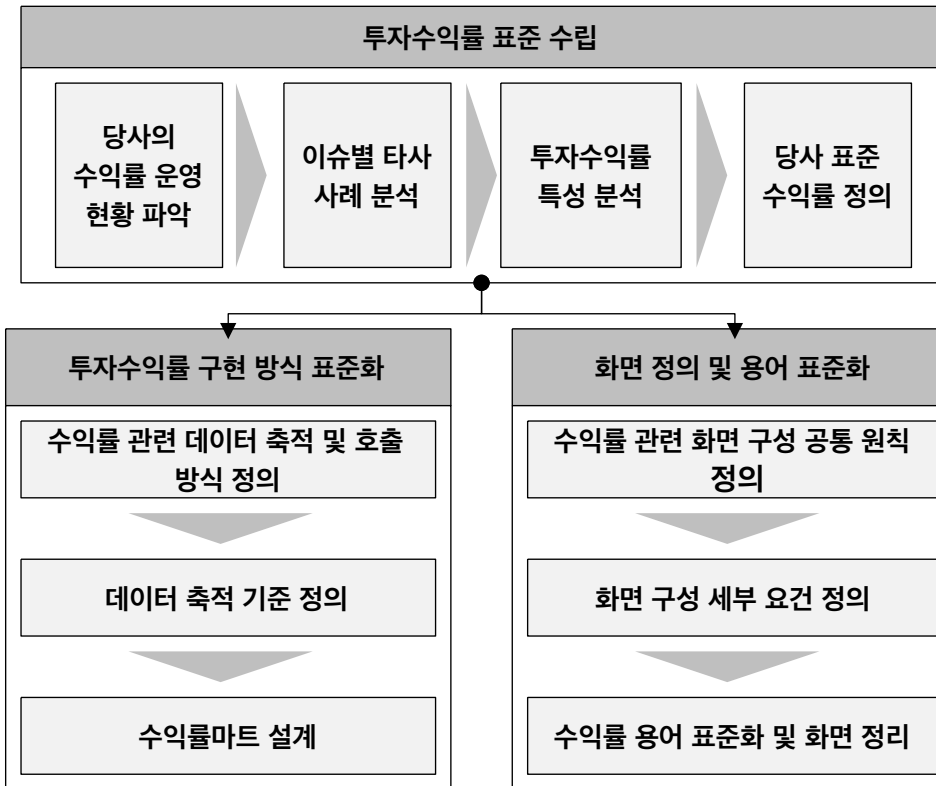 투자수익률 표준 수립
당사의
수익률 운영
현황 파악
이슈별 타사
사례 분석
투자수익률
특성 분석
당사 표준
수익률 정의
투자수익률 구현 방식 표준화
수익률 관련 데이터 축적 및 호출
방식 정의
데이터 축적 기준 정의
수익률마트 설계
화면 정의 및 용어 표준화
수익률 관련 화면 구성 공통 원칙
정의
화면 구성 세부 요건 정의
수익률 용어 표준화 및 화면 정리